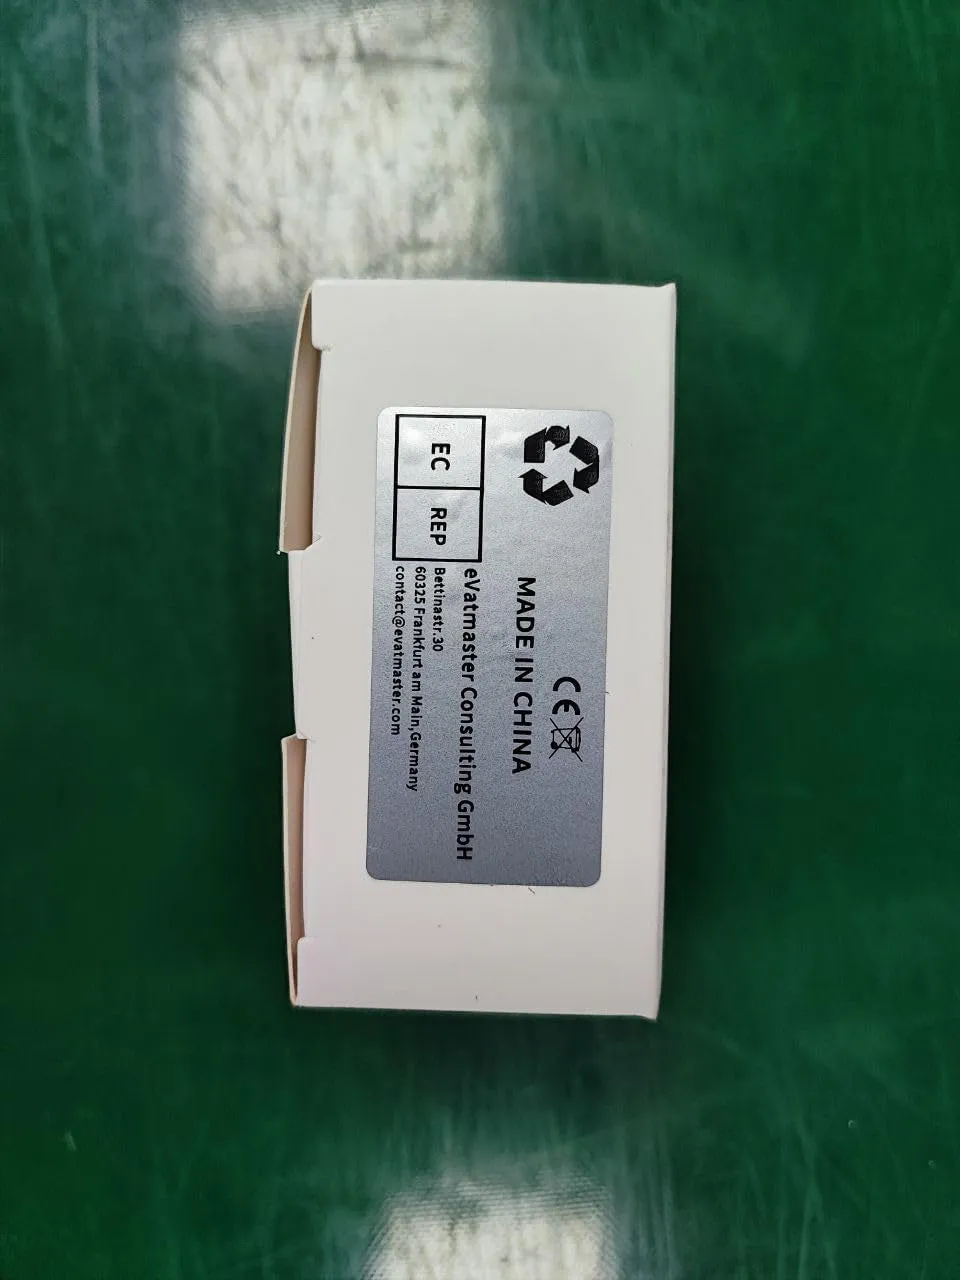 CE
MADE IN CHINA
EC REP
eVatmaster Consulting GmbH
Bettinastr.30
60325 Frankfurt am Main,Germany
contact@evatmaster.com